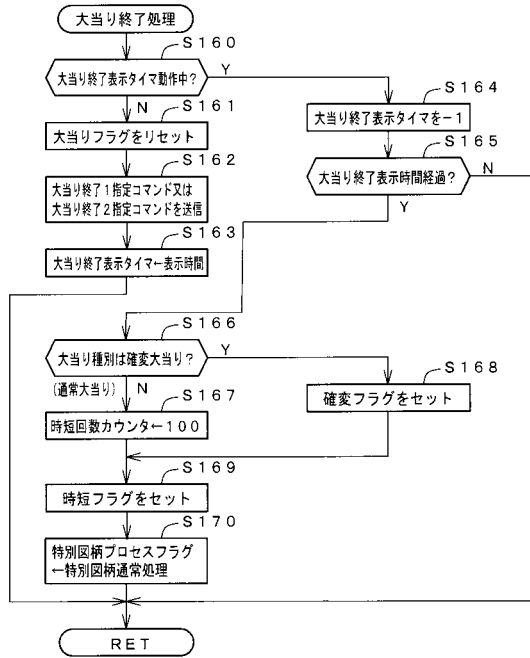 大当り終了処理
S160
大当り終了表示タイマ動作中?
Y
N
S161
大当りフラグをリセット
S162
大当り終了1指定コマンド又は
大当り終了2指定コマンドを送信
S163
大当り終了表示タイマ←表示時間
S164
大当り終了表示タイマを−1
S165
大当り終了表示時間経過?
N
Y
S166
大当り種別は確変大当り?
Y
(通常大当り)
N
S167
時短回数カウンタ←100
S168
確変フラグをセット
S169
時短フラグをセット
S170
特別図柄プロセスフラグ
←特別図柄通常処理
RET